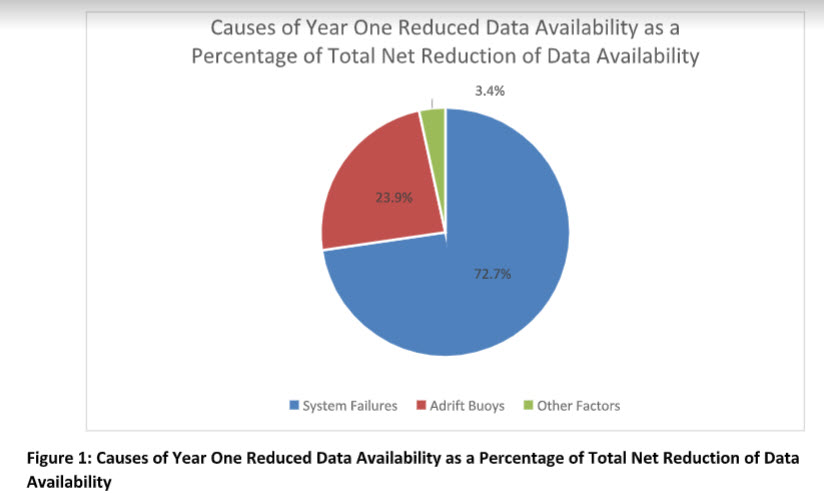 Causes of Year One Reduced Data Availability as a
Percentage of Total Net Reduction of Data Availability
3.4%
23.9%
72.7%
System Failures Adrift Buoys Other Factors
Figure 1: Causes of Year One Reduced Data Availability as a Percentage of Total Net Reduction of Data
Availability